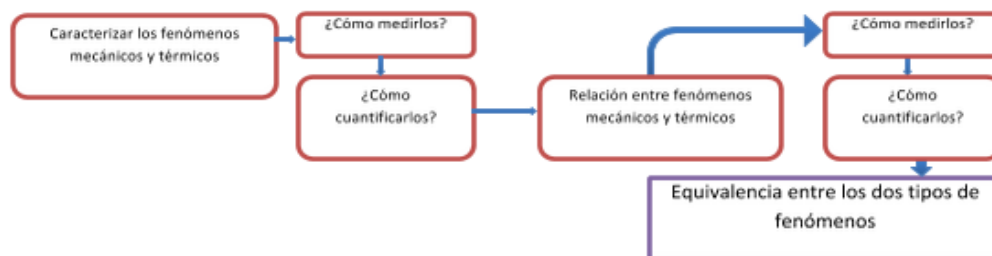 Caracterizar los fenómenos
mecánicos y térmicos
¿Cómo medirlos?
¿Cómo
cuantificarlos?
Relación entre fenómenos
mecánicos y térmicos
¿Cómo medirlos?
¿Cómo
cuantificarlos?
Equivalencia entre los dos tipos de
fenómenos